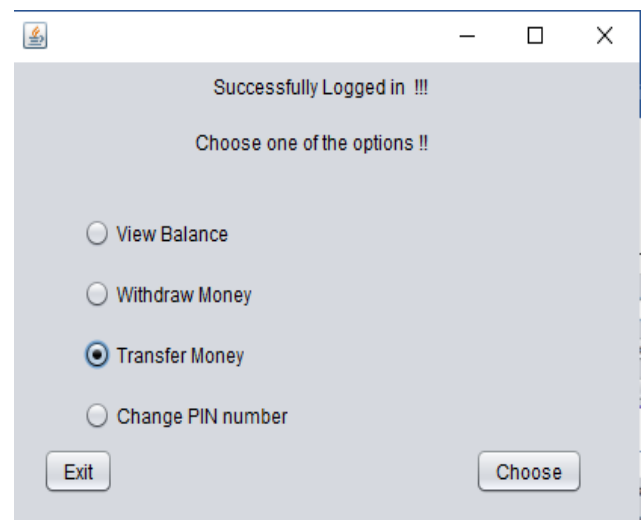 Successfully Logged in !!!
Choose one of the options !!
View Balance
Withdraw Money
Transfer Money
Change PIN number
Exit
Choose